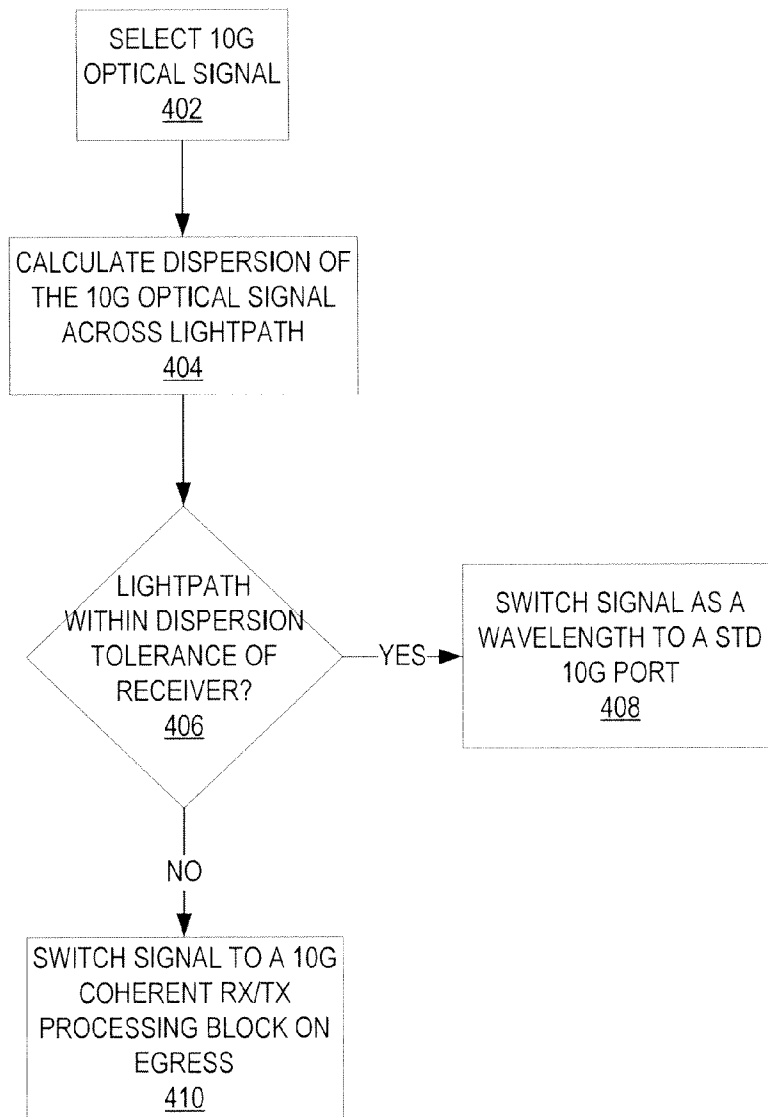 SELECT 10G
OPTICAL SIGNAL
402
CALCULATE DISPERSION OF
THE 10G OPTICAL SIGNAL
ACROSS LIGHTPATH
404
LIGHTPATH
WITHIN DISPERSION
TOLERANCE OF
RECEIVER?
406
YES
SWITCH SIGNAL AS A
WAVELENGTH TO A STD
10G PORT
408
NO
SWITCH SIGNAL TO A 10G
COHERENT RX/TX
PROCESSING BLOCK ON
EGRESS
410